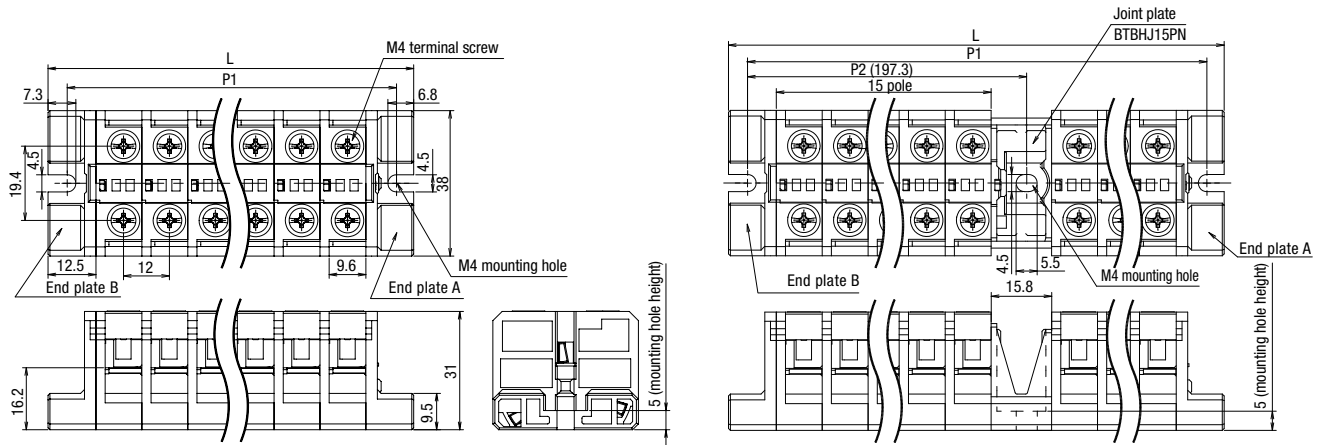 L
P1
M4 terminal screw
7.3
6.8
4.5
19.4
4.5
38
12.5
12
9.6
M4 mounting hole
End plate B
End plate A
16.2
31
9.5
5 (mounting hole height)
Joint plate
BTBHJ15PN
L
P1
P2 (197.3)
15 pole
End plate A
End plate B
4.5
5.5
M4 mounting hole
15.8
5 (mounting hole height)